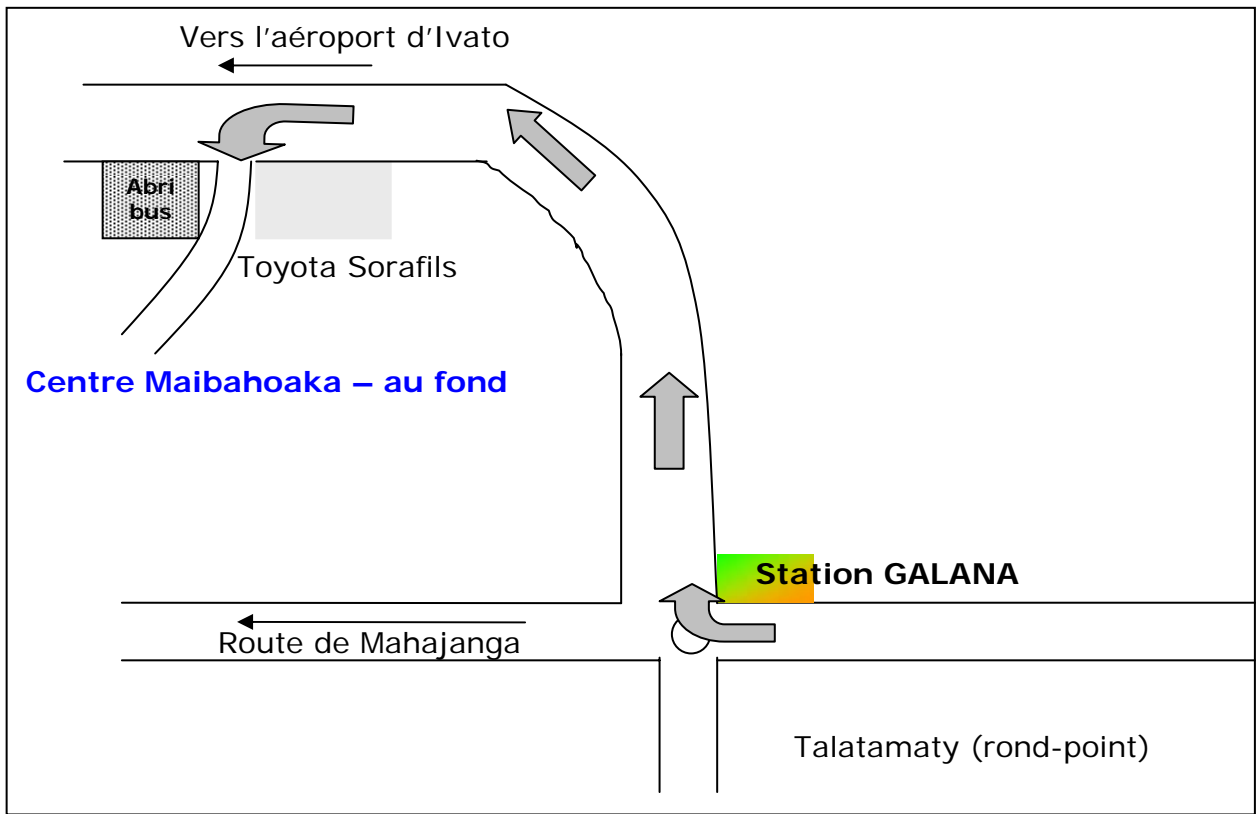 Vers l'aéroport d'Ivato
Abri
bus
Toyota Sorafils
Centre Maibahoaka – au fond
Station GALANA
Route de Mahajanga
Talatamaty (rond-point)